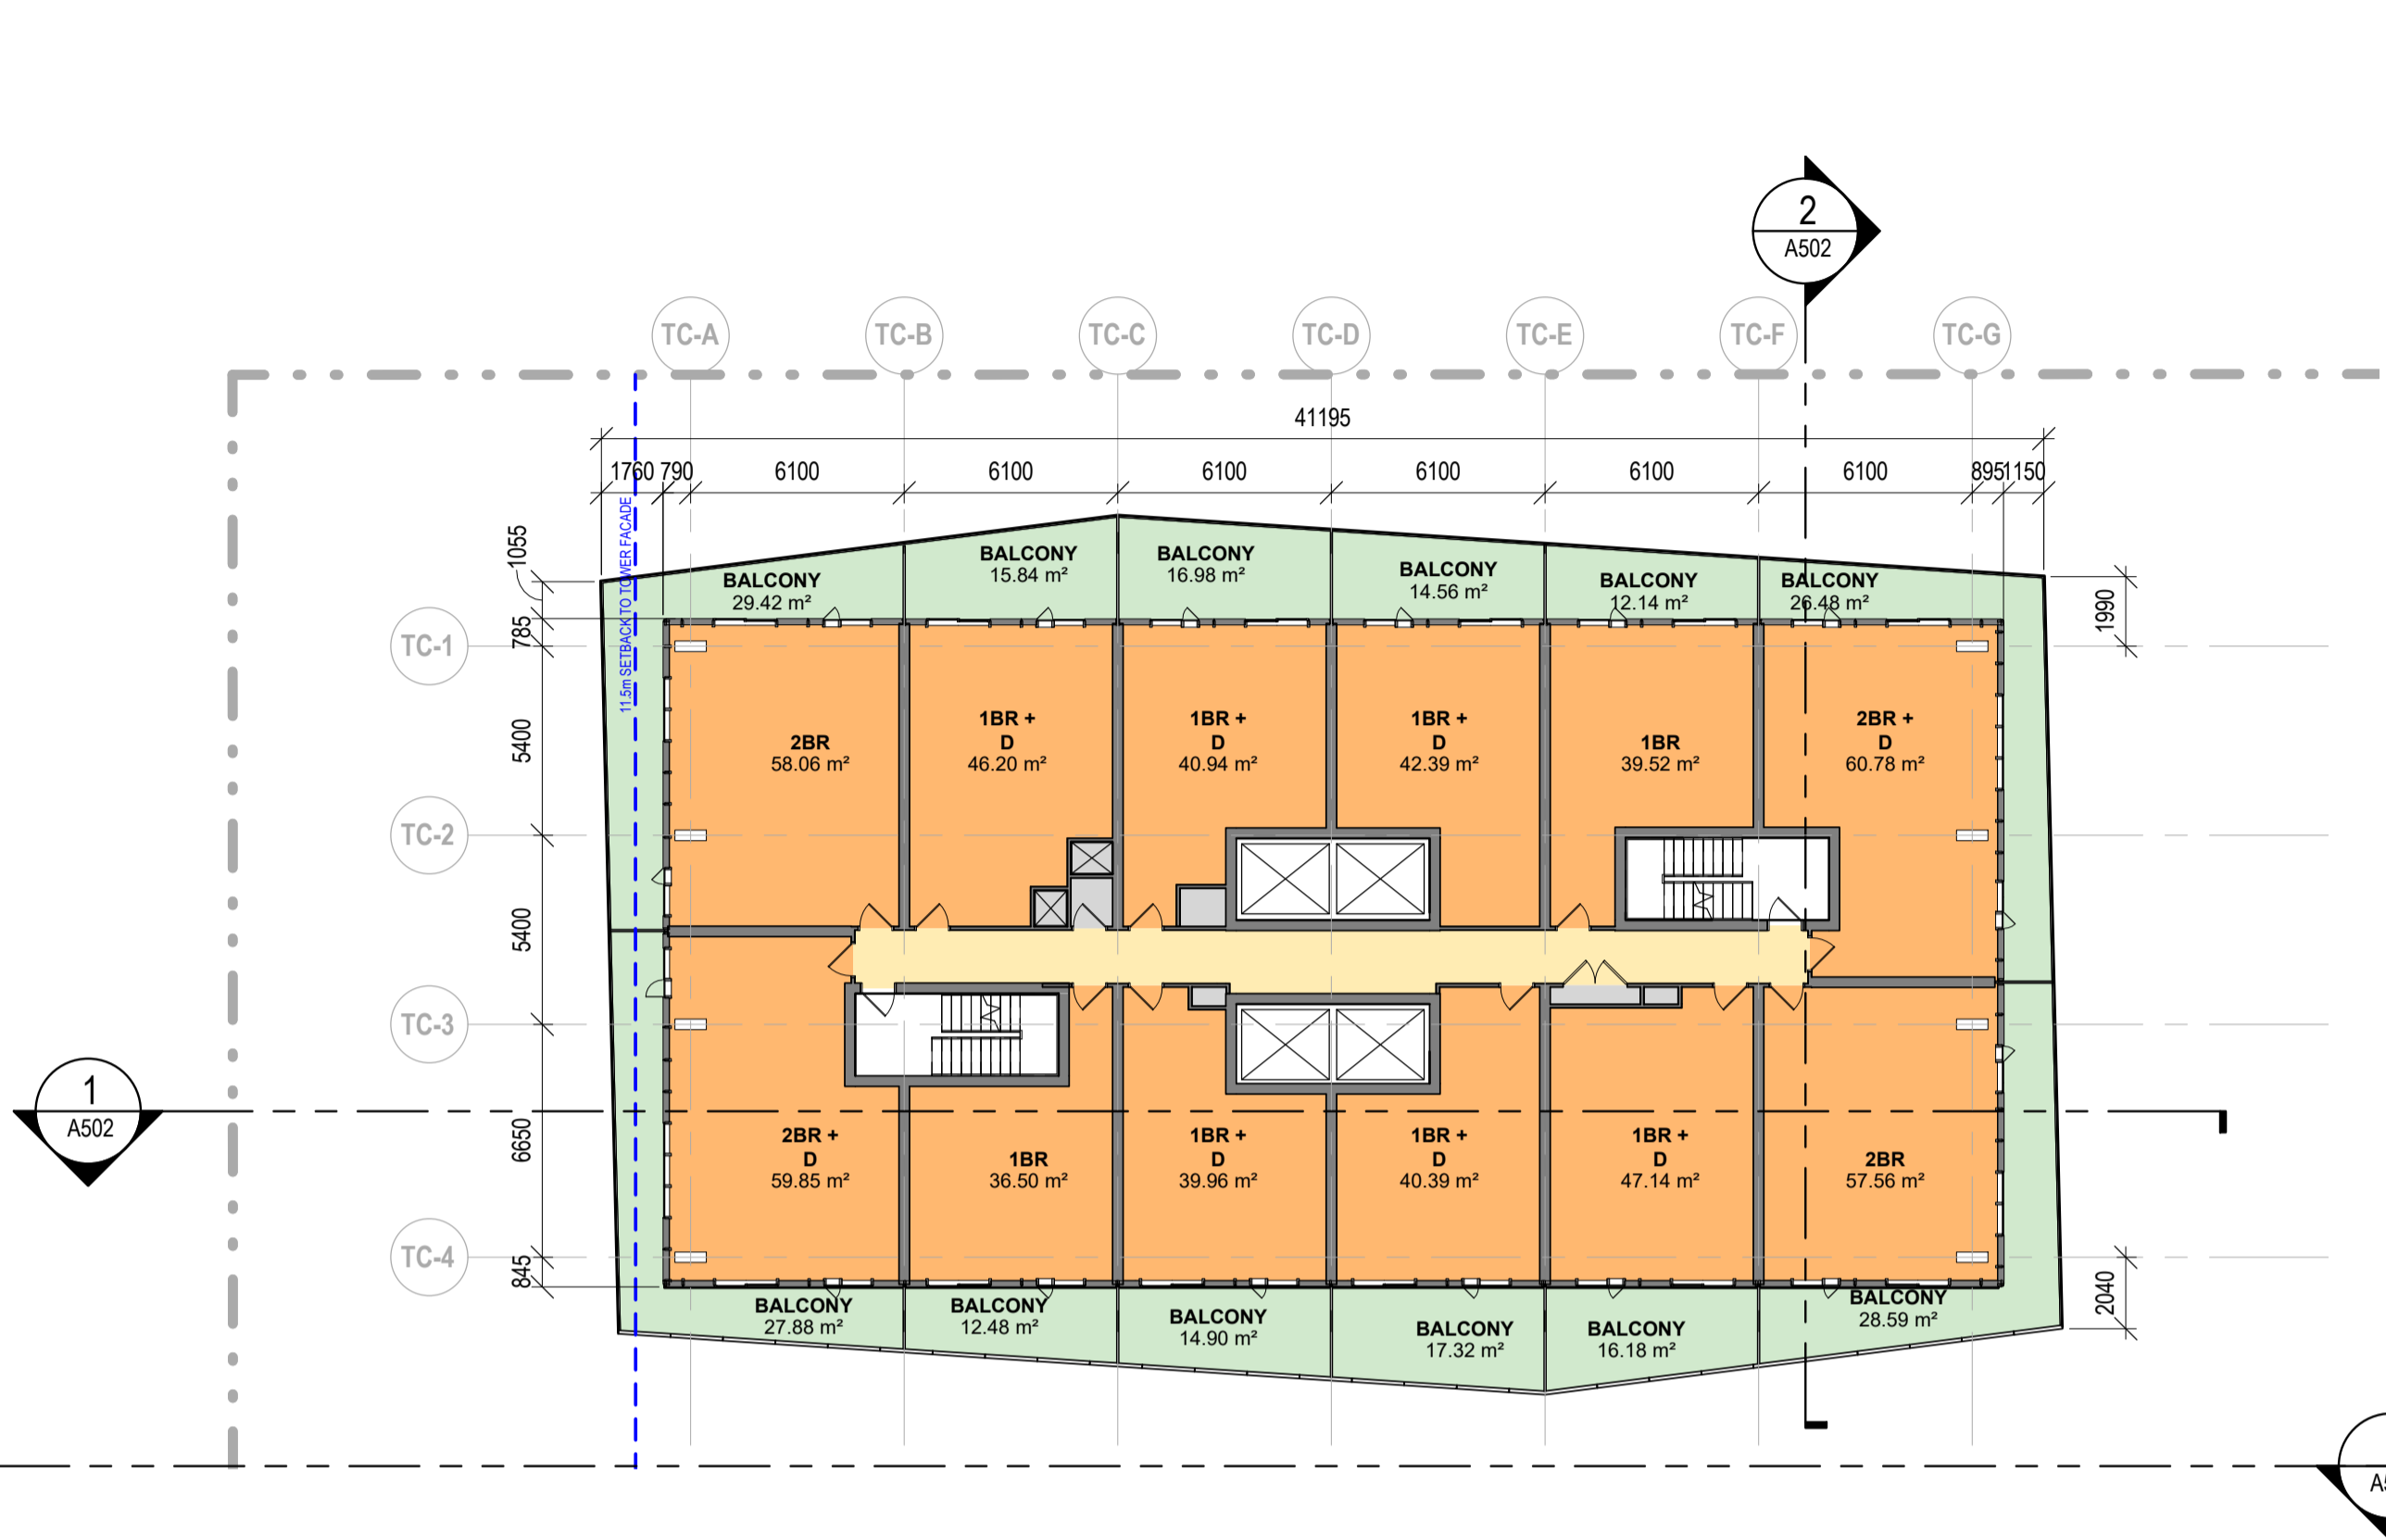 2
A502
TC-A
TC-B
TC-C
TC-D
TC-E
TC-F
TC-G
41195
1760 790 6100 6100 6100 6100 6100 6100 895 1150
11.5m SETBACK TO TOWER FACADE
1055
785
5400
5400
6650
845
1990
2040
TC-1
TC-2
TC-3
TC-4
BALCONY
29.42 m²
BALCONY
15.84 m²
BALCONY
16.98 m²
BALCONY
14.56 m²
BALCONY
12.14 m²
BALCONY
26.48 m²
2BR
58.06 m²
1BR +
D
46.20 m²
1BR +
D
40.94 m²
1BR +
D
42.39 m²
1BR
39.52 m²
2BR +
D
60.78 m²
1
A502
2BR +
D
59.85 m²
1BR
36.50 m²
1BR +
D
39.96 m²
1BR +
D
40.39 m²
1BR +
D
47.14 m²
2BR
57.56 m²
BALCONY
27.88 m²
BALCONY
12.48 m²
BALCONY
14.90 m²
BALCONY
17.32 m²
BALCONY
16.18 m²
BALCONY
28.59 m²